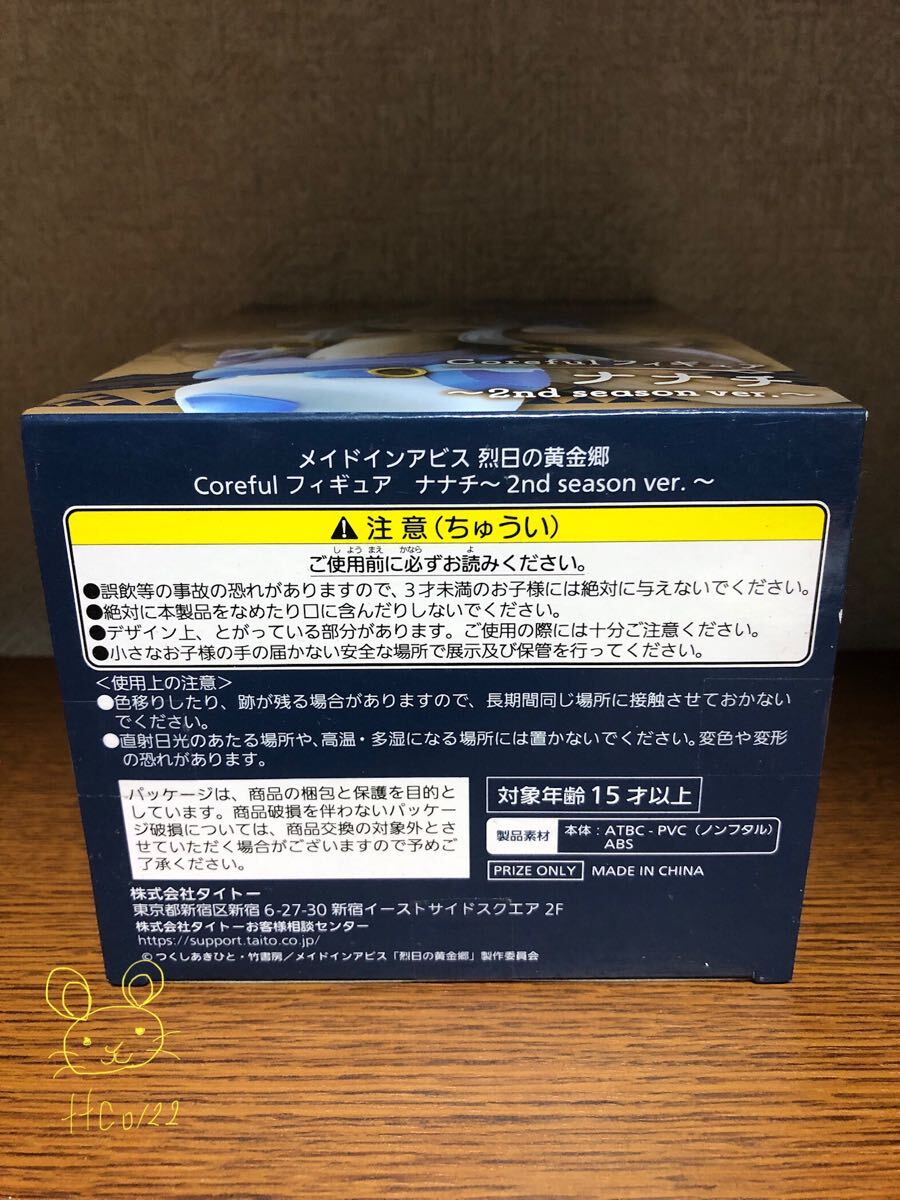 Coreful フィギュア
ナナチ
～2nd season ver.～
メイドインアビス 烈日の黄金郷
Coreful フィギュア ナナチ～2nd season ver.～
⚠注意(ちゅうい)
しようまえ かなら よ
ご使用前に必ずお読みください。
●誤飲等の事故の恐れがありますので、3才未満のお子様には絶対に与えないでください。
●絶対に本製品をなめたり口に含んだりしないでください。
●デザイン上、とがっている部分があります。ご使用の際には十分ご注意ください。
●小さなお子様の手の届かない安全な場所で展示及び保管を行ってください。
＜使用上の注意＞
●色移りしたり、跡が残る場合がありますので、長期間同じ場所に接触させておかない
でください。
●直射日光のあたる場所や、高温・多湿になる場所には置かないでください。変色や変形
の恐れがあります。
パッケージは、商品の梱包と保護を目的と
しています。商品破損を伴わないパッケー
ジ破損については、商品交換の対象外とさ
せていただく場合がございますので予めご
了承ください。
対象年齢15才以上
製品素材 本体：ATBC-PVC（ノンフタル）
ABS
PRIZE ONLY MADE IN CHINA
株式会社タイトー
東京都新宿区新宿6-27-30 新宿イーストサイドスクエア 2F
株式会社タイトーお客様相談センター
https://support.taito.co.jp/
©つくしあきひと・竹書房／メイドインアビス「烈日の黄金郷」製作委員会
HCo122